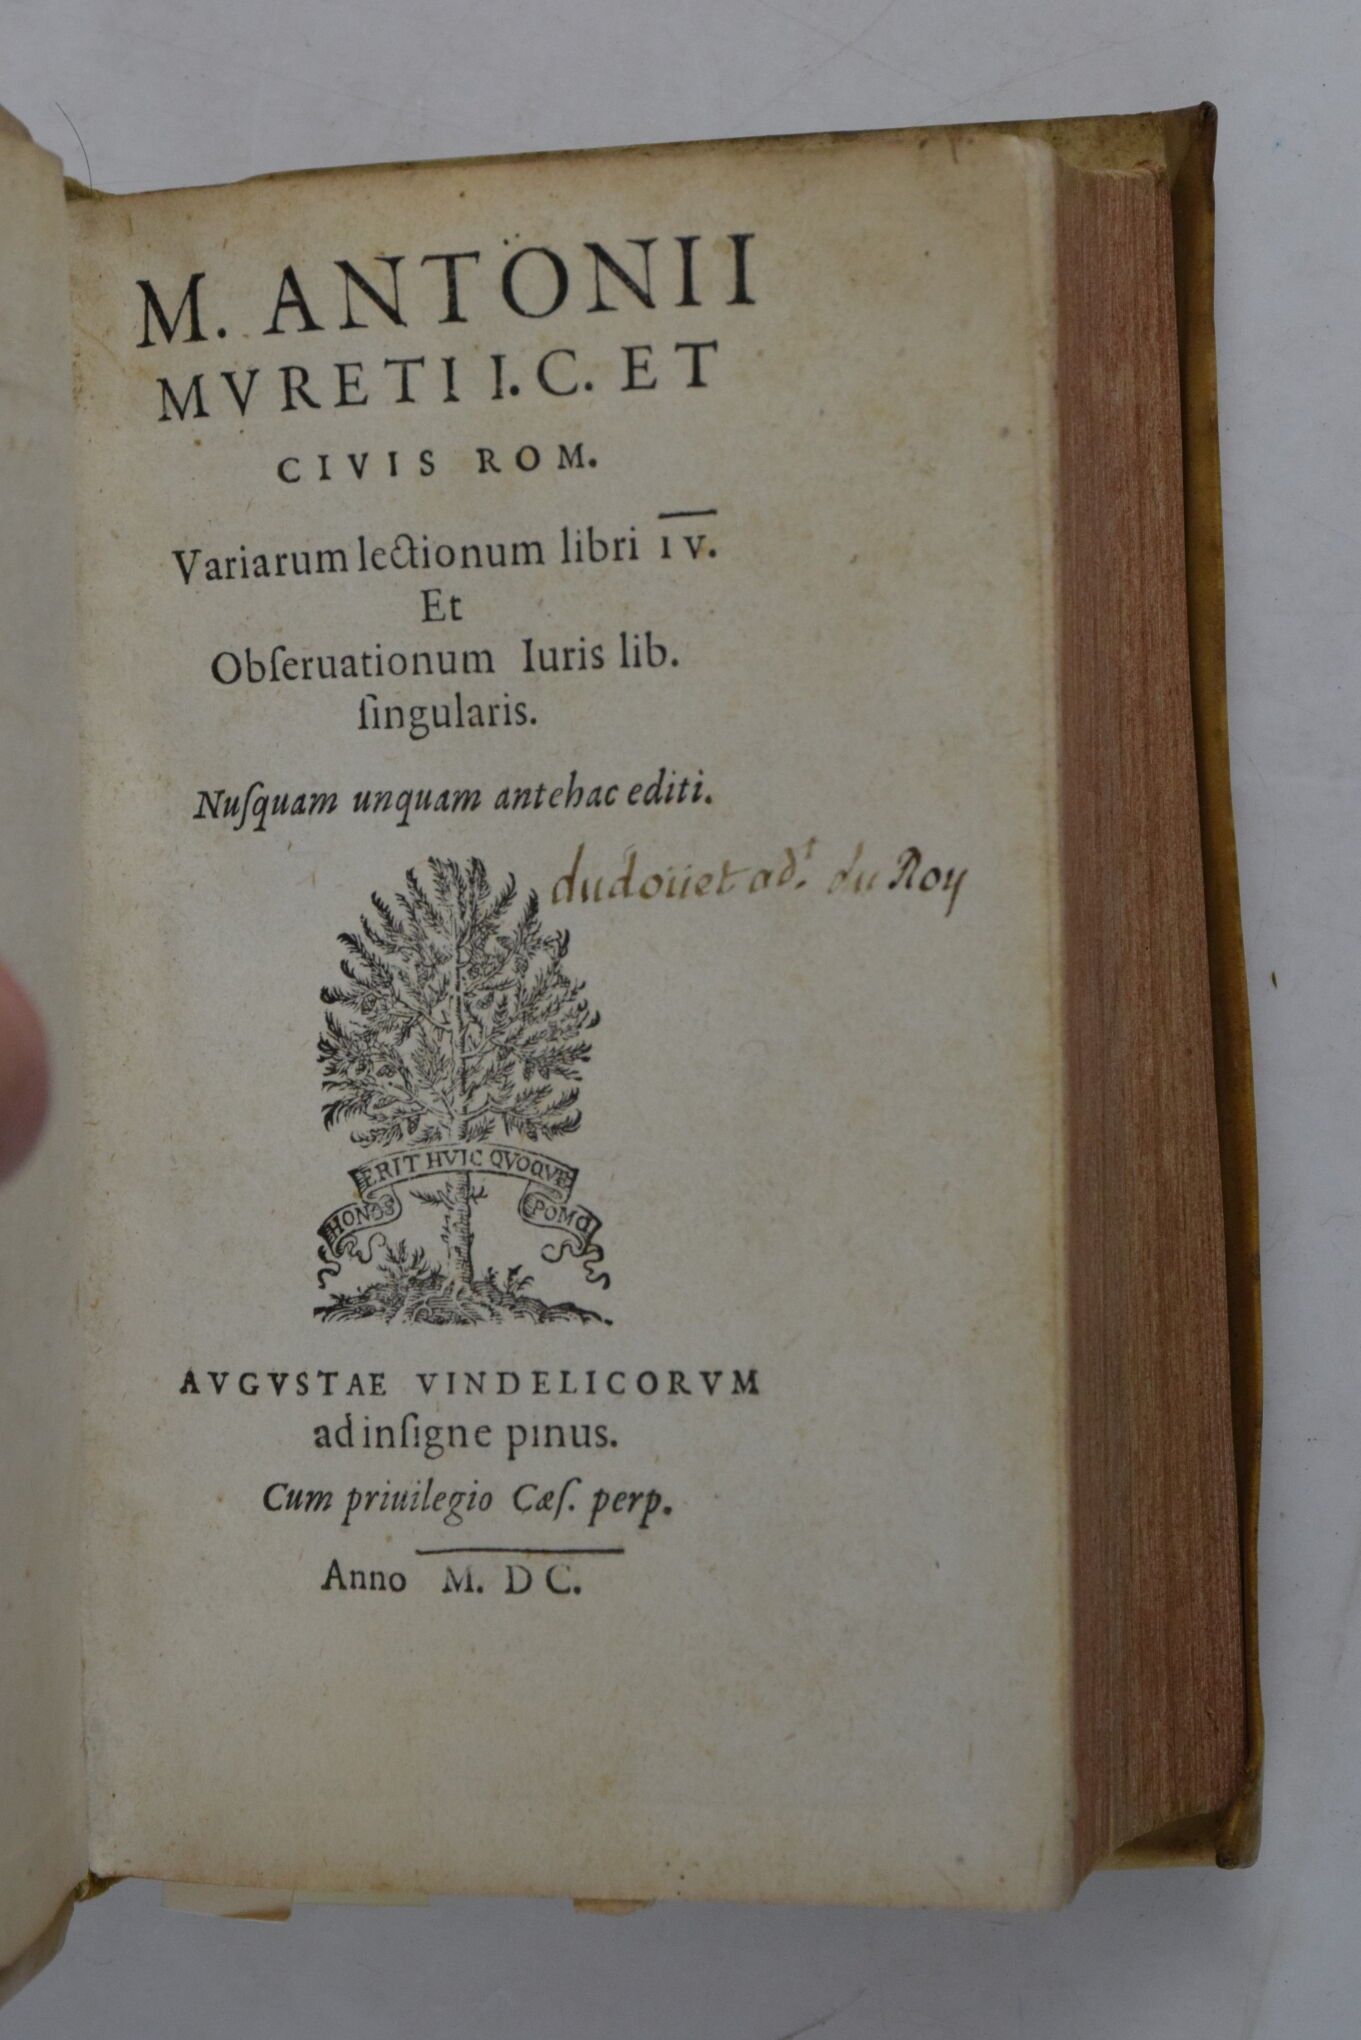 M. ANTONII
MVRETI I. C. ET
CIVIS ROM.
Variarum lectionum libri IV.
Et
Obſeruationum Iuris lib.
ſingularis.
Nuſquam unquam antehac editi.
dudoüet adt. du Roy
ERIT HVIC QVOQVE
HONOS POMO
AVGVSTAE VINDELICORVM
ad inſigne pinus.
Cum priuilegio Cæſ. perp.
Anno M. DC.